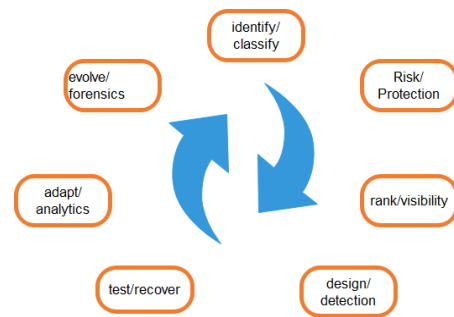 identify/
classify
Risk/
Protection
rank/visibility
design/
detection
test/recover
adapt/
analytics
evolve/
forensics